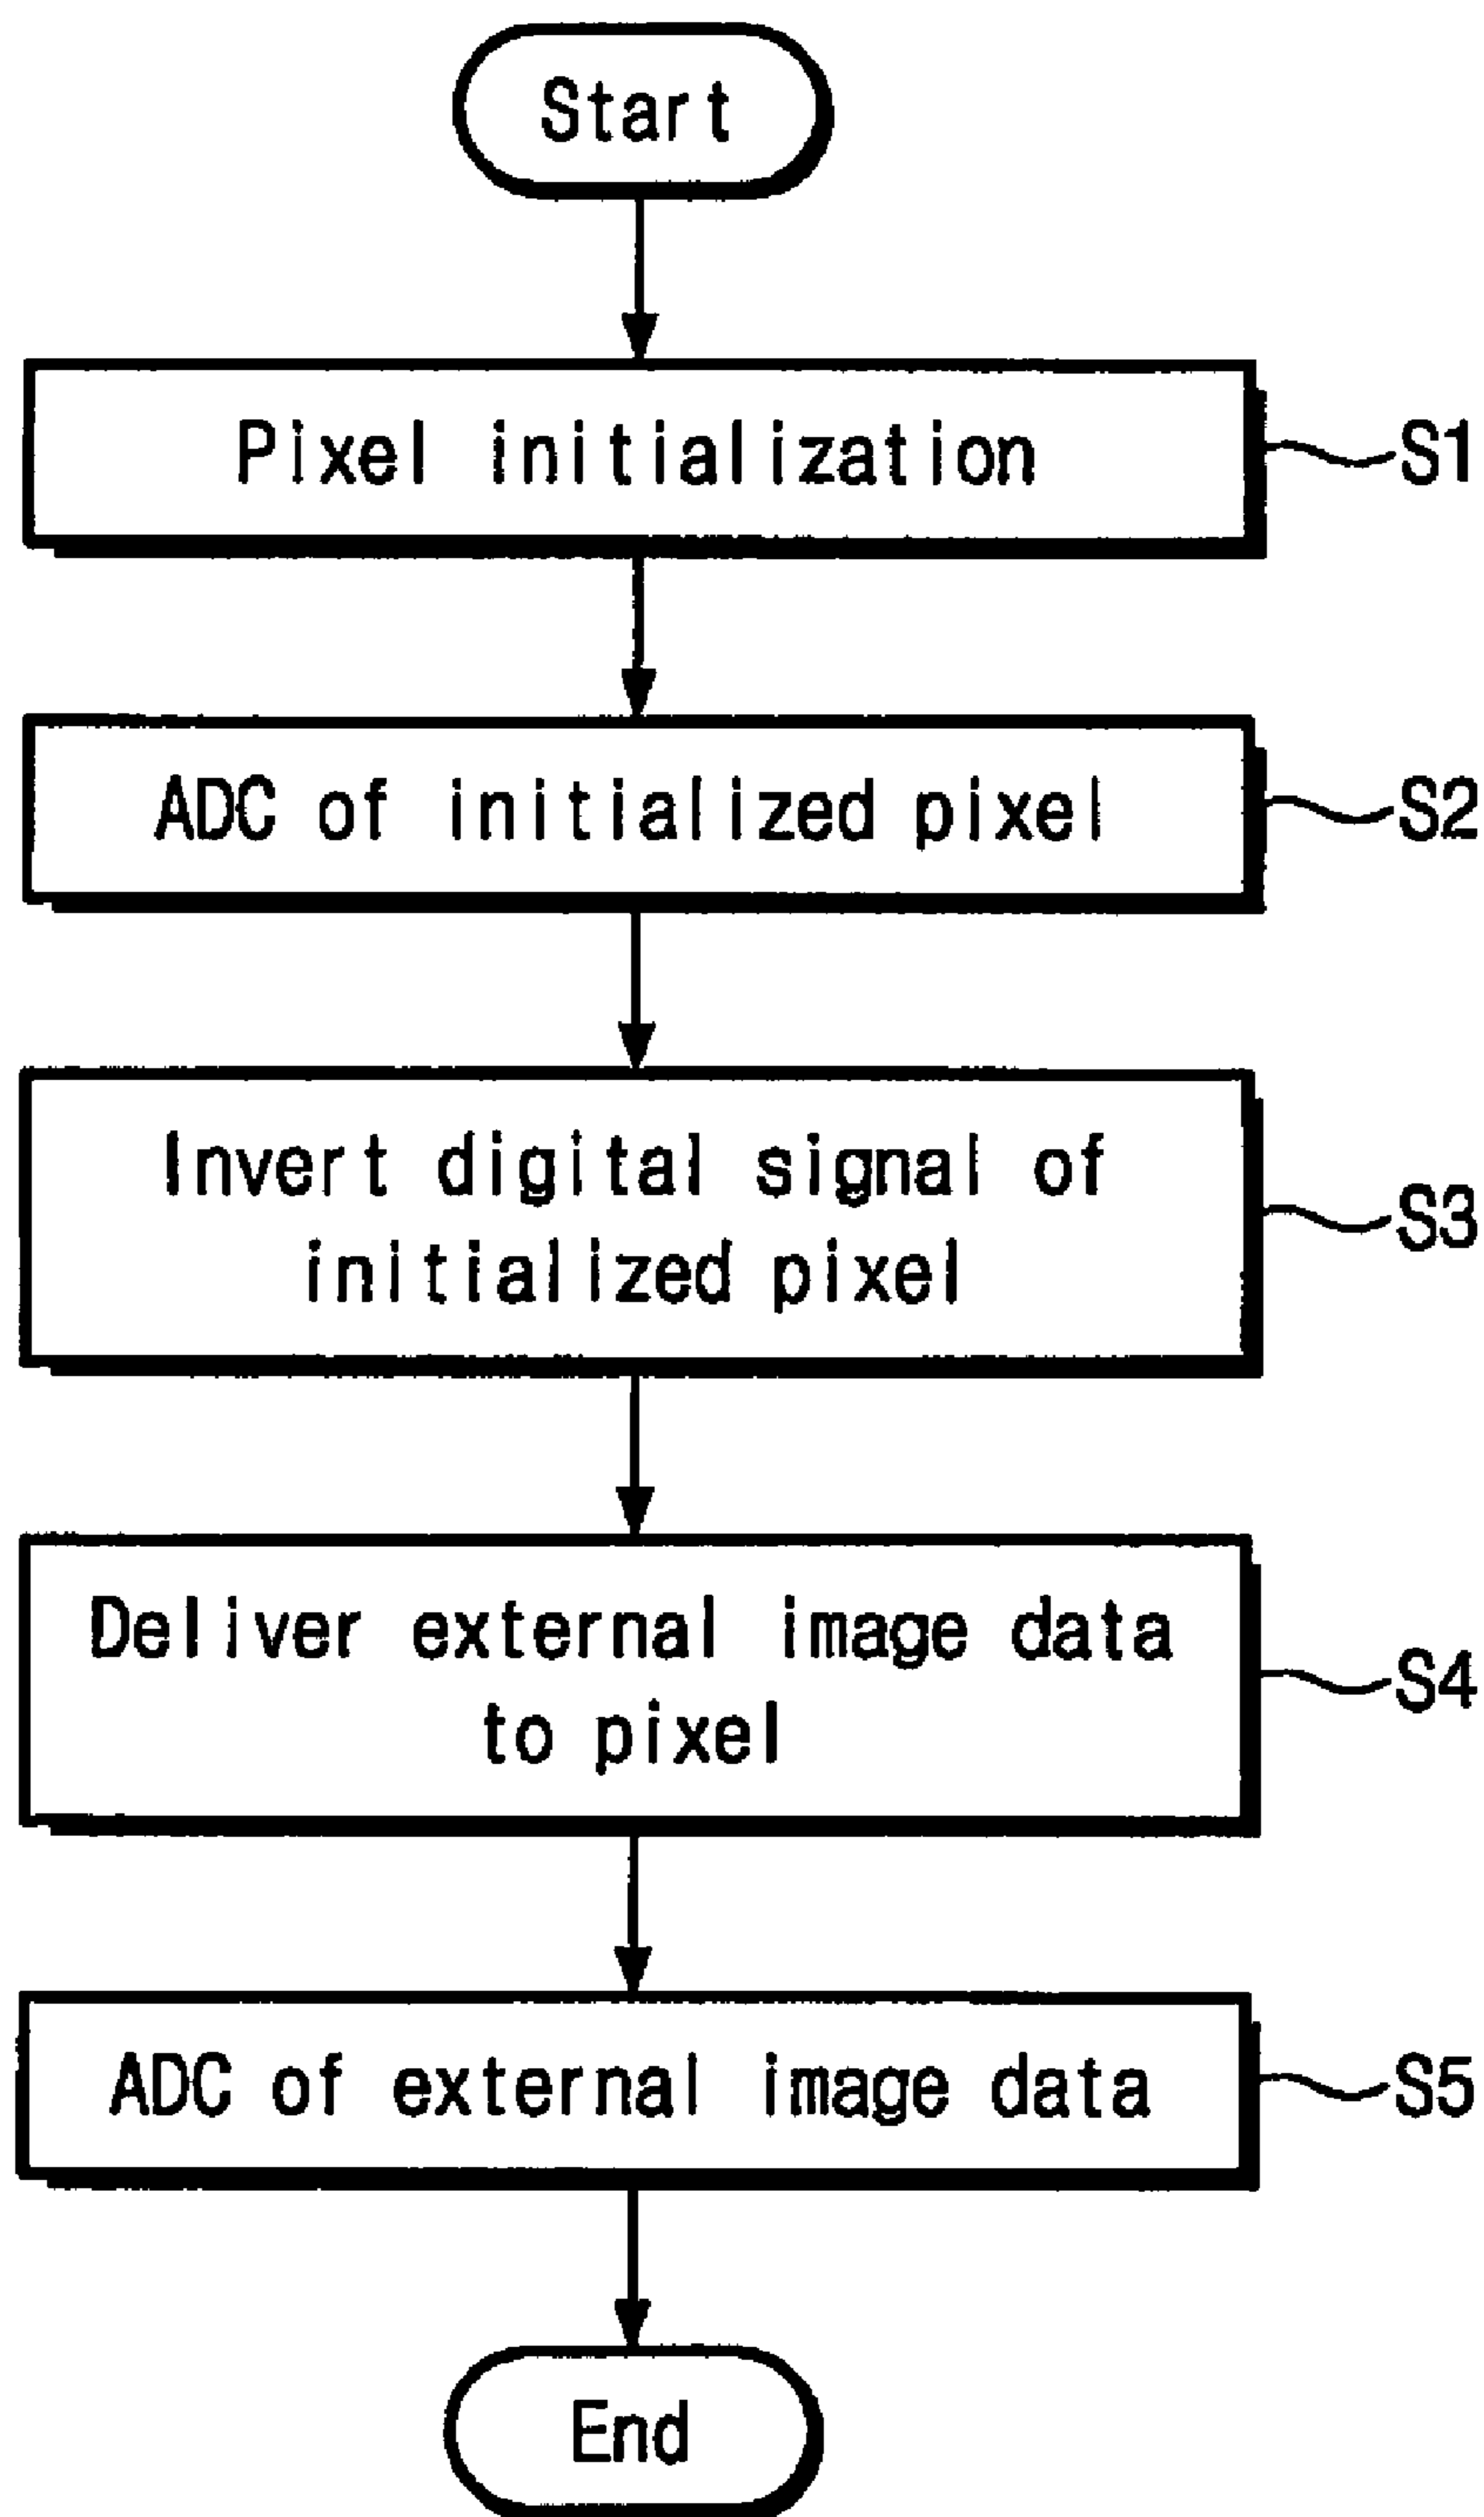 Start
Pixel initialization
S1
ADC of initialized pixel
S2
Invert digital signal of
initialized pixel
S3
Deliver external image data
to pixel
S4
ADC of external image data
S5
End